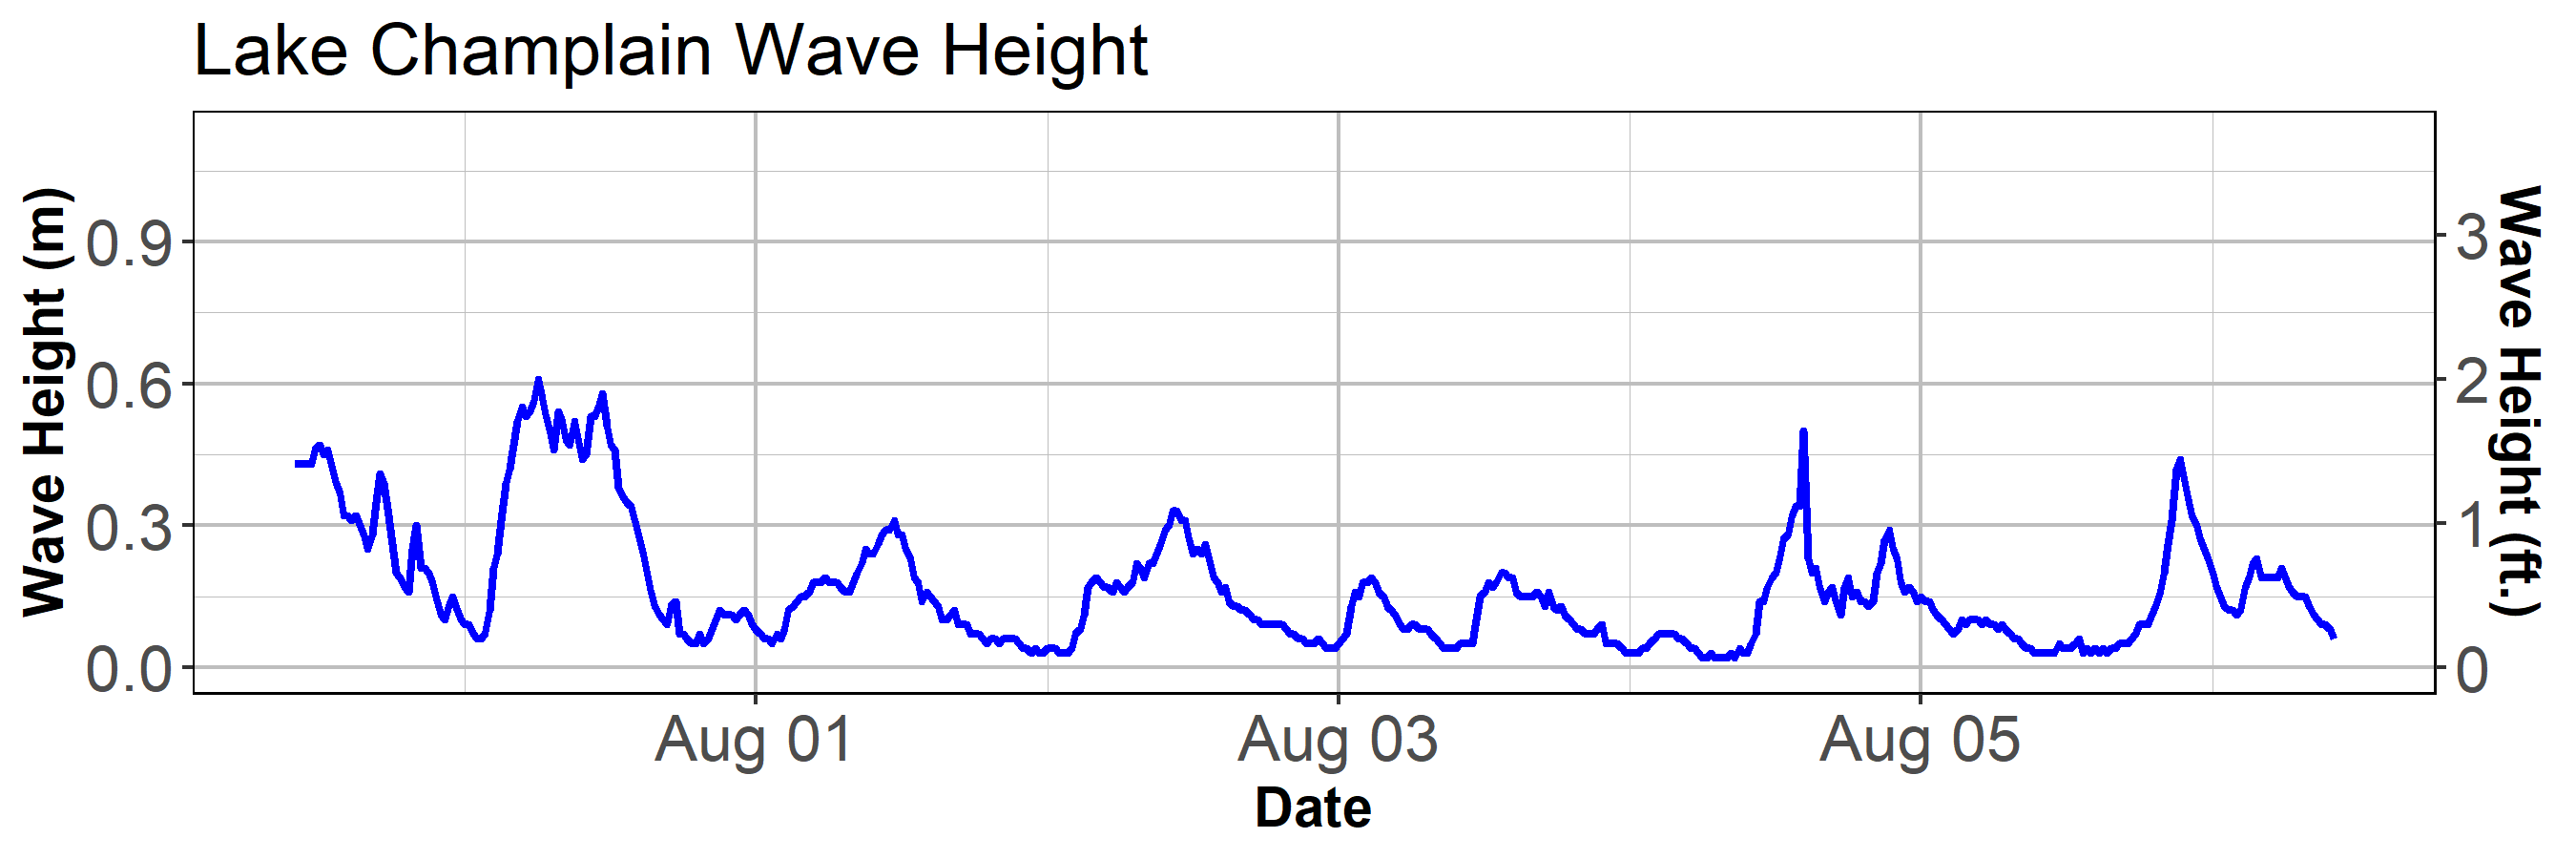 Lake Champlain Wave Height
Wave Height (m)
0.9
0.6
0.3
0.0
3
2
1
0
Wave Height (ft.)
Aug 01 Aug 03 Aug 05
Date